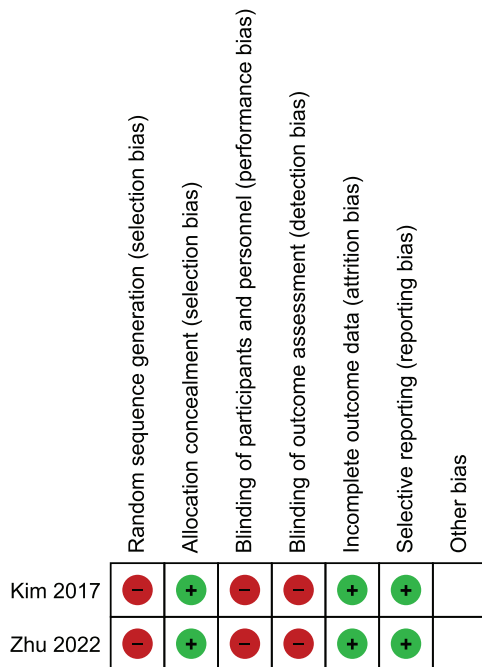 Random sequence generation (selection bias)
Allocation concealment (selection bias)
Blinding of participants and personnel (performance bias)
Blinding of outcome assessment (detection bias)
Incomplete outcome data (attrition bias)
Selective reporting (reporting bias)
Other bias
Kim 2017 – + – – + +
Zhu 2022 – + – – + +